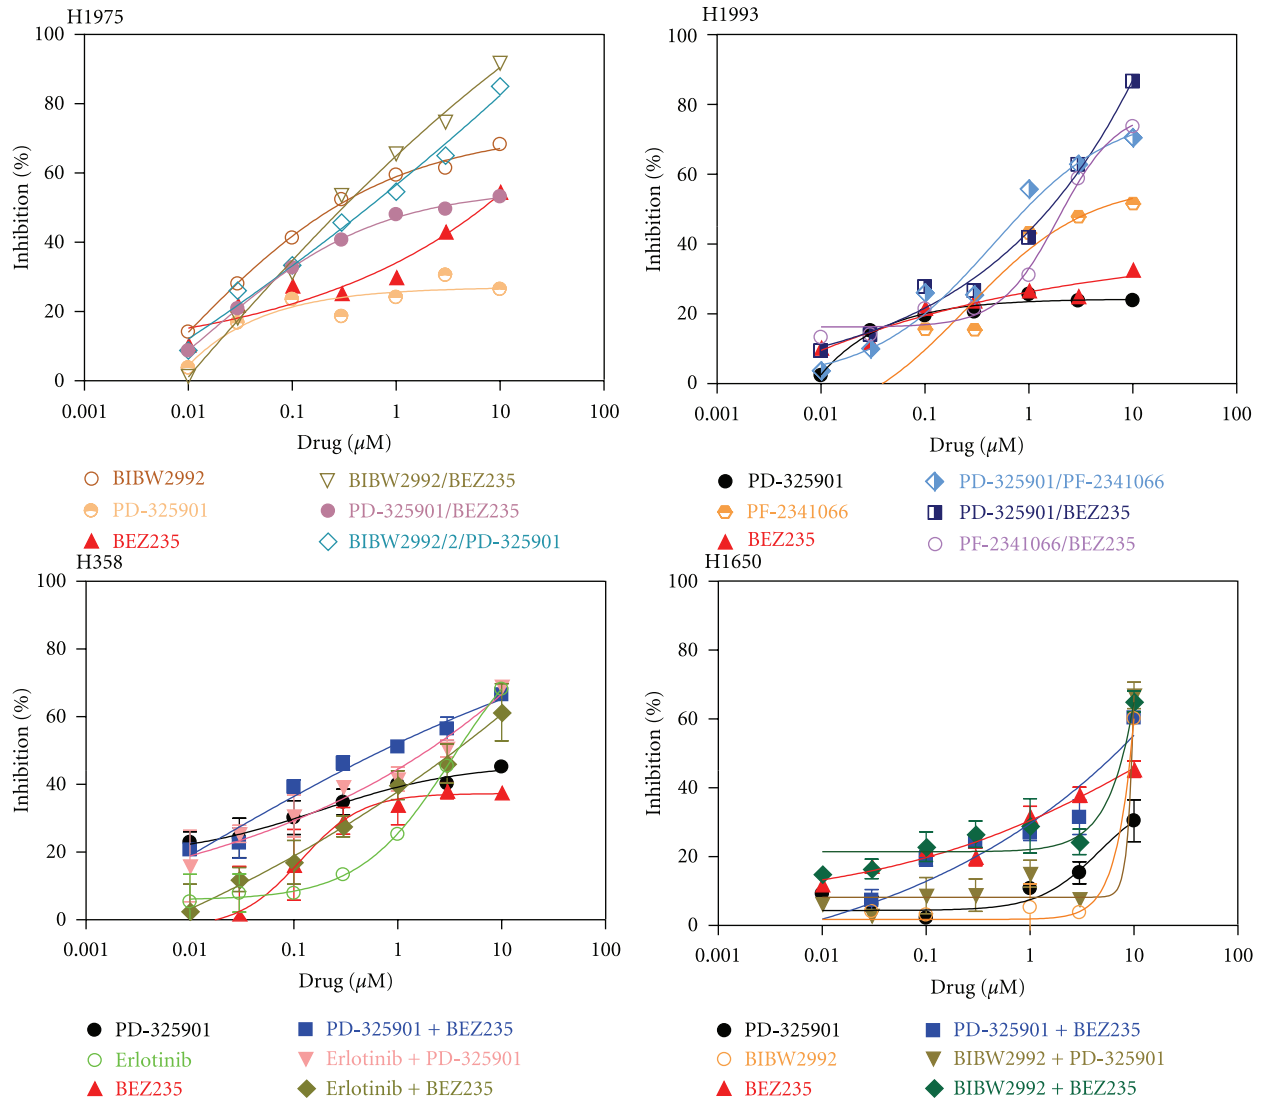 H1975
100
80
60
40
20
0
Inhibition (%)
0.001 0.01 0.1 1 10 100
Drug (μM)
BIBW2992
PD-325901
BEZ235
BIBW2992/BEZ235
PD-325901/BEZ235
BIBW2992/2/PD-325901
H1993
100
80
60
40
20
0
Inhibition (%)
0.001 0.01 0.1 1 10 100
Drug (μM)
PD-325901
PF-2341066
BEZ235
PD-325901/PF-2341066
PD-325901/BEZ235
PF-2341066/BEZ235
H358
100
80
60
40
20
0
Inhibition (%)
0.001 0.01 0.1 1 10 100
Drug (μM)
PD-325901
Erlotinib
BEZ235
PD-325901 + BEZ235
Erlotinib + PD-325901
Erlotinib + BEZ235
H1650
100
80
60
40
20
0
Inhibition (%)
0.001 0.01 0.1 1 10 100
Drug (μM)
PD-325901
BIBW2992
BEZ235
PD-325901 + BEZ235
BIBW2992 + PD-325901
BIBW2992 + BEZ235